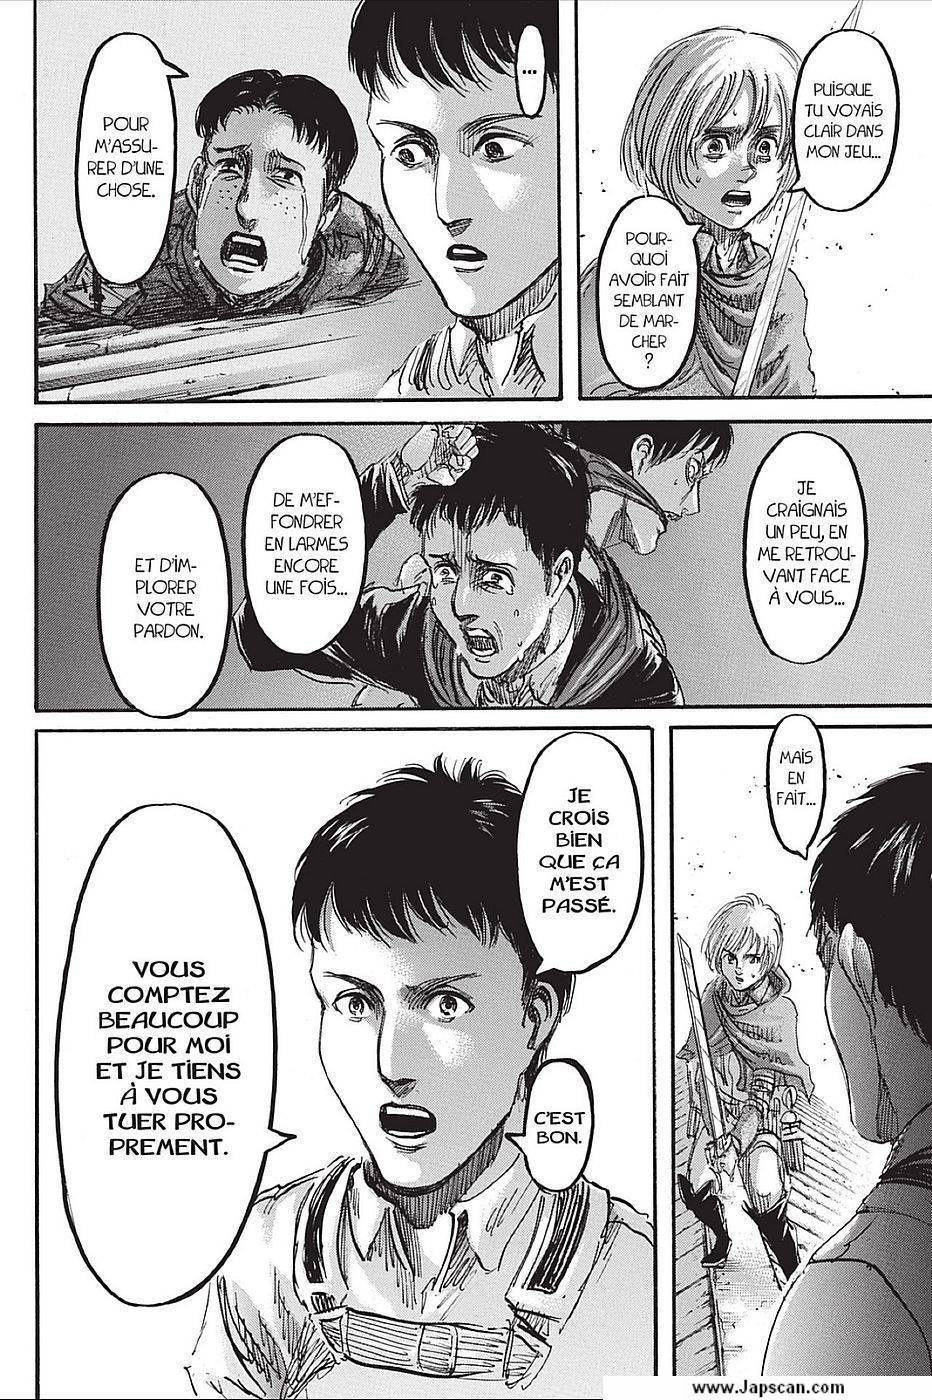 PUISQUE
TU VOYAIS
CLAIR DANS
MON JEU...
POUR-
QUOI
AVOIR FAIT
SEMBLANT
DE MAR-
CHER
?
...
POUR
M'ASSU-
RER D'UNE
CHOSE.
JE
CRAIGNAIS
UN PEU, EN
ME RETROU-
VANT FACE
À VOUS...
DE M'EF-
FONDRER
EN LARMES
ENCORE
UNE FOIS...
ET D'IM-
PLORER
VOTRE
PARDON.
MAIS
EN
FAIT...
JE
CROIS
BIEN
QUE ÇA
M'EST
PASSÉ.
C'EST
BON.
VOUS
COMPTEZ
BEAUCOUP
POUR MOI
ET JE TIENS
À VOUS
TUER PRO-
PREMENT.
www.Japscan.com